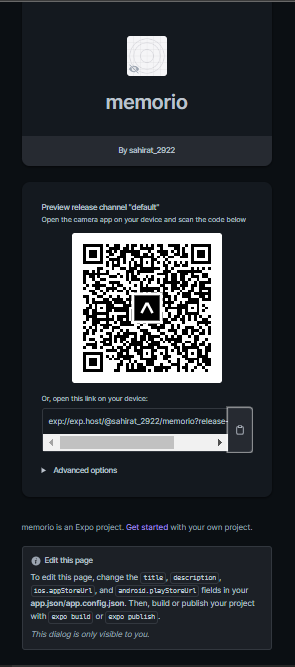 memorio
By sahirat_2922
Preview release channel "default"
Open the camera app on your device and scan the code below
Or, open this link on your device:
exp://exp.host/@sahirat_2922/memorio?release-
Advanced options
memorio is an Expo project. Get started with your own project.
Edit this page
To edit this page, change the title, description,
ios.appStoreUrl, and android.playStoreUrl fields in your
app.json/app.config.json. Then, build or publish your project
with expo build or expo publish.
This dialog is only visible to you.